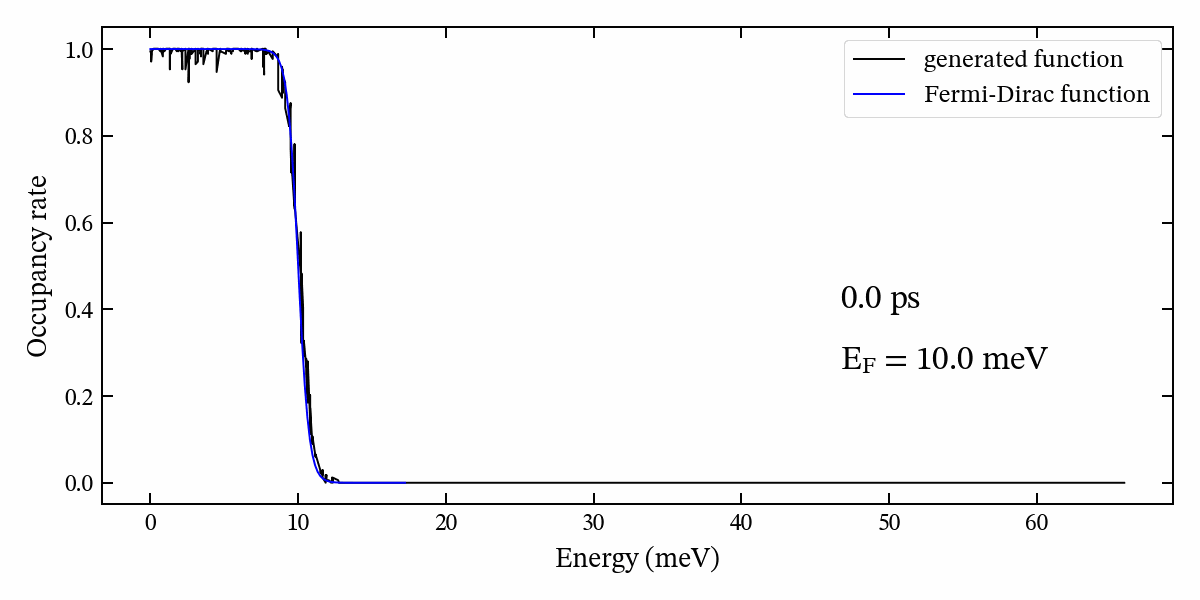 1.0
0.8
0.6
0.4
0.2
0.0
Occupancy rate
generated function
Fermi-Dirac function
0.0 ps
E_F = 10.0 meV
0 10 20 30 40 50 60
Energy (meV)